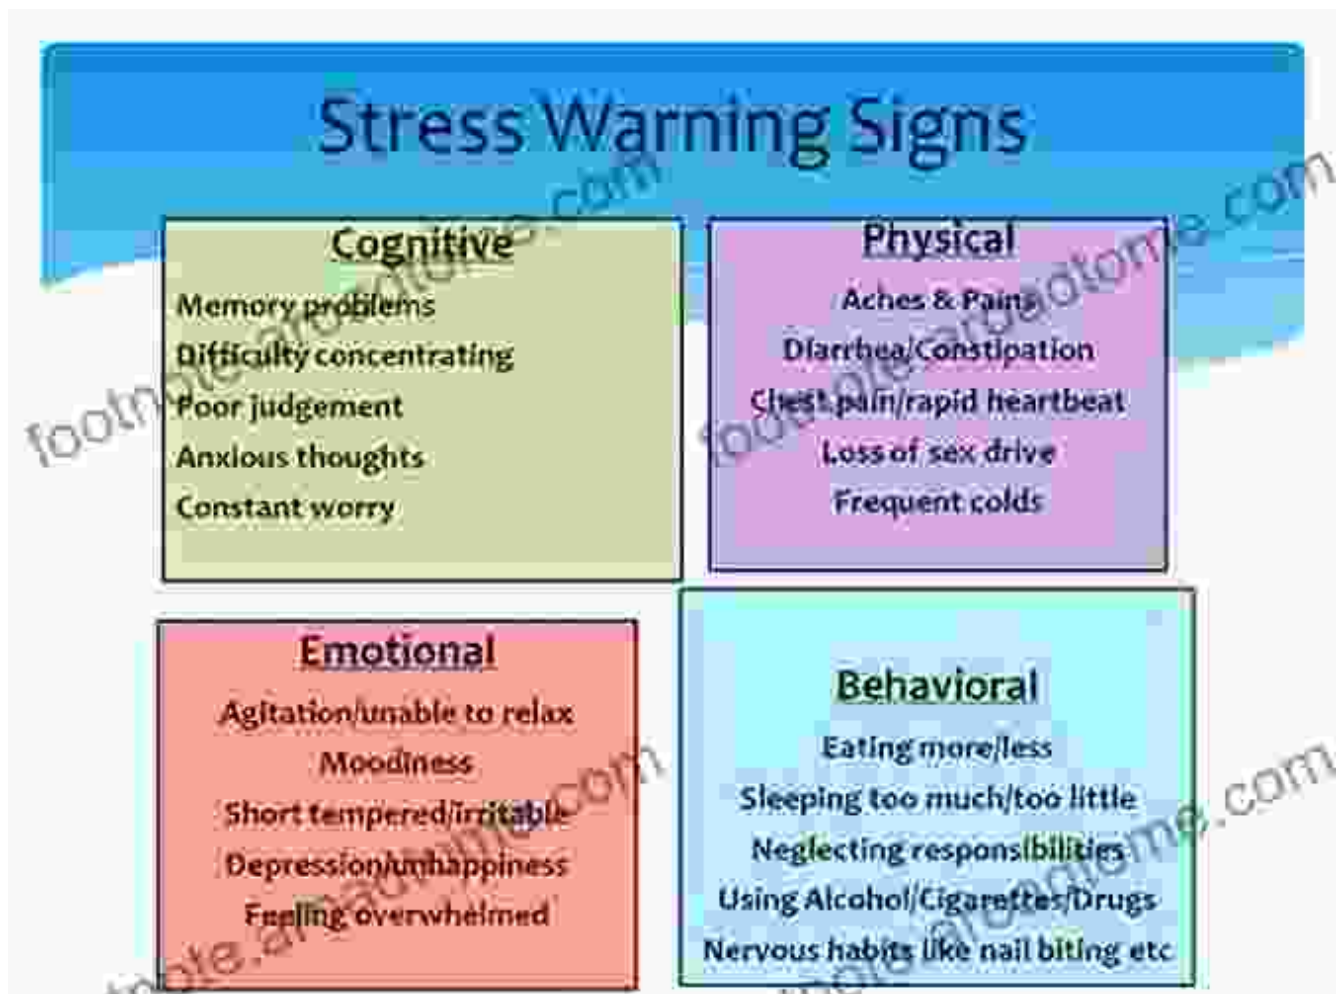 Stress Warning Signs
Cognitive
Memory problems
Difficulty concentrating
Poor judgement
Anxious thoughts
Constant worry
Physical
Aches & Pains
Diarrhea/Constipation
Chest pain/rapid heartbeat
Loss of sex drive
Frequent colds
Emotional
Agitation/unable to relax
Moodiness
Short tempered/irritable
Depression/unhappiness
Feeling overwhelmed
Behavioral
Eating more/less
Sleeping too much/too little
Neglecting responsibilities
Using Alcohol/Cigarettes/Drugs
Nervous habits like nail biting etc